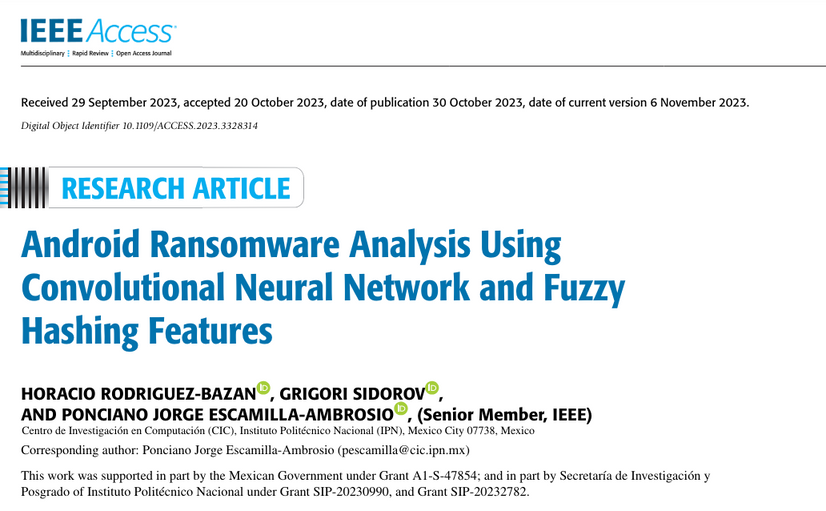 IEEE Access
Multidisciplinary | Rapid Review | Open Access Journal
Received 29 September 2023, accepted 20 October 2023, date of publication 30 October 2023, date of current version 6 November 2023.
Digital Object Identifier 10.1109/ACCESS.2023.3328314
RESEARCH ARTICLE
Android Ransomware Analysis Using
Convolutional Neural Network and Fuzzy
Hashing Features
HORACIO RODRIGUEZ-BAZAN iD, GRIGORI SIDOROV iD,
AND PONCIANO JORGE ESCAMILLA-AMBROSIO iD, (Senior Member, IEEE)
Centro de Investigación en Computación (CIC), Instituto Politécnico Nacional (IPN), Mexico City 07738, Mexico
Corresponding author: Ponciano Jorge Escamilla-Ambrosio (pescamilla@cic.ipn.mx)
This work was supported in part by the Mexican Government under Grant A1-S-47854; and in part by Secretaría de Investigación y
Posgrado of Instituto Politécnico Nacional under Grant SIP-20230990, and Grant SIP-20232782.